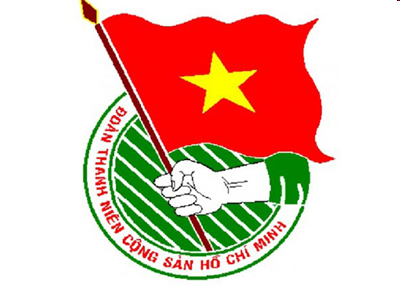 ĐOÀN THANH NIÊN CỘNG SẢN HỒ CHÍ MINH